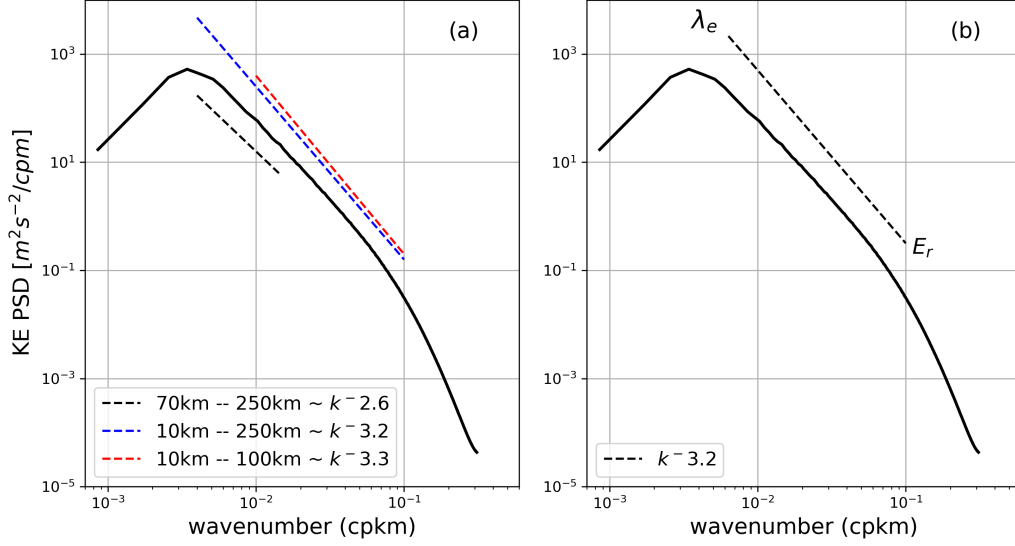 (a)
(b)
λₑ
Eᵣ
KE PSD [m²s⁻²/cpm]
10³
10¹
10⁻¹
10⁻³
10⁻⁵
70km -- 250km ~ k⁻2.6
10km -- 250km ~ k⁻3.2
10km -- 100km ~ k⁻3.3
10⁻³
10⁻²
10⁻¹
wavenumber (cpkm)
10³
10¹
10⁻¹
10⁻³
10⁻⁵
k⁻3.2
10⁻³
10⁻²
10⁻¹
wavenumber (cpkm)